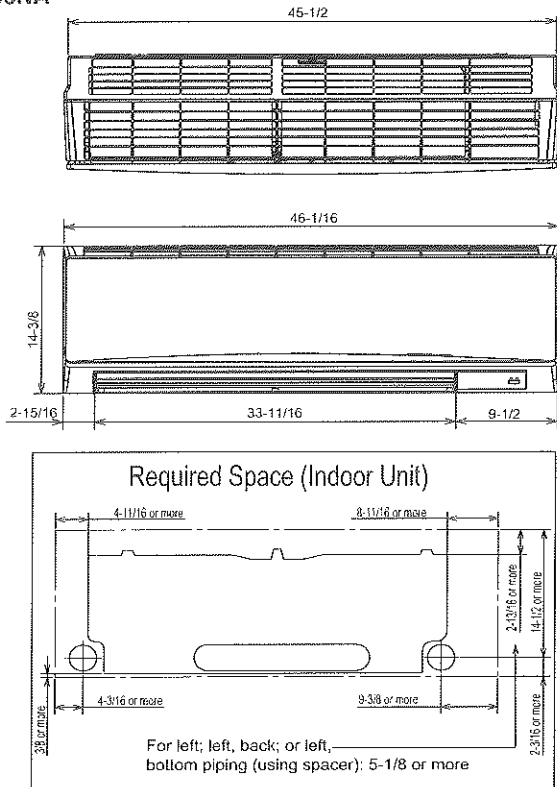 45-1/2
46-1/16
14-3/8
2-15/16
33-11/16
9-1/2
Required Space (Indoor Unit)
4-11/16 or more
8-11/16 or more
2-13/16 or more
14-1/2 or more
3/8 or more
4-3/16 or more
9-3/8 or more
2-3/16 or more
For left; left, back; or left,
bottom piping (using spacer): 5-1/8 or more